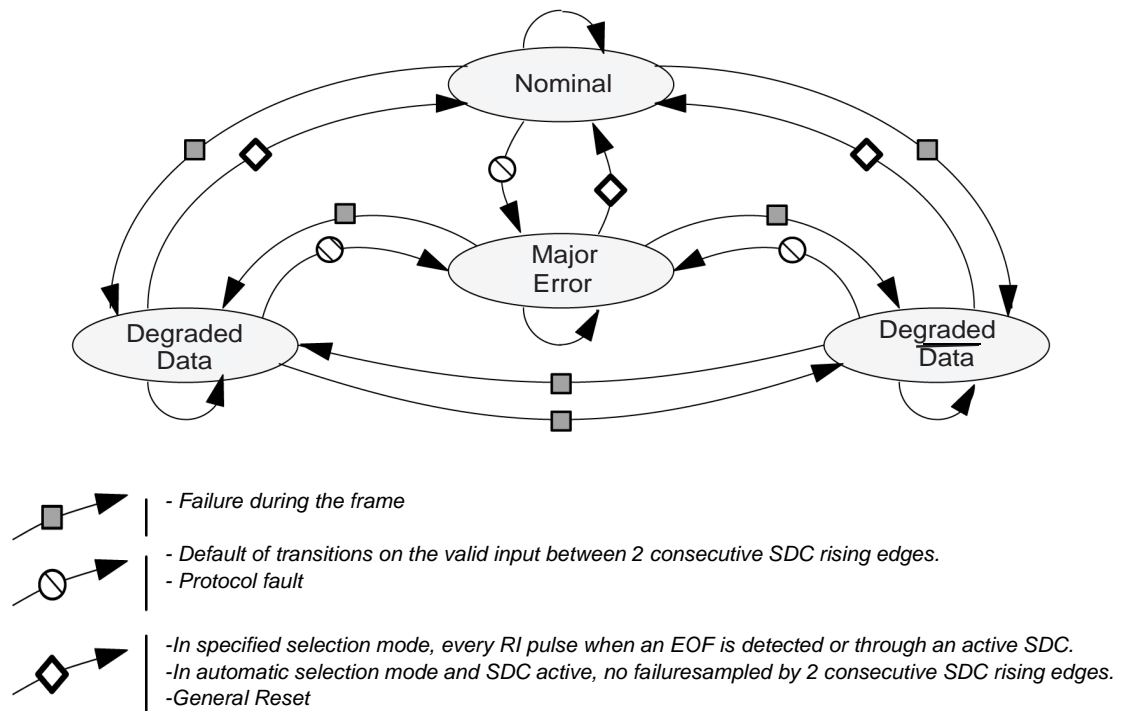 Nominal
Major
Error
Degraded
Data
Degraded
Data
- Failure during the frame
- Default of transitions on the valid input between 2 consecutive SDC rising edges.
- Protocol fault
-In specified selection mode, every RI pulse when an EOF is detected or through an active SDC.
-In automatic selection mode and SDC active, no failuresampled by 2 consecutive SDC rising edges.
-General Reset